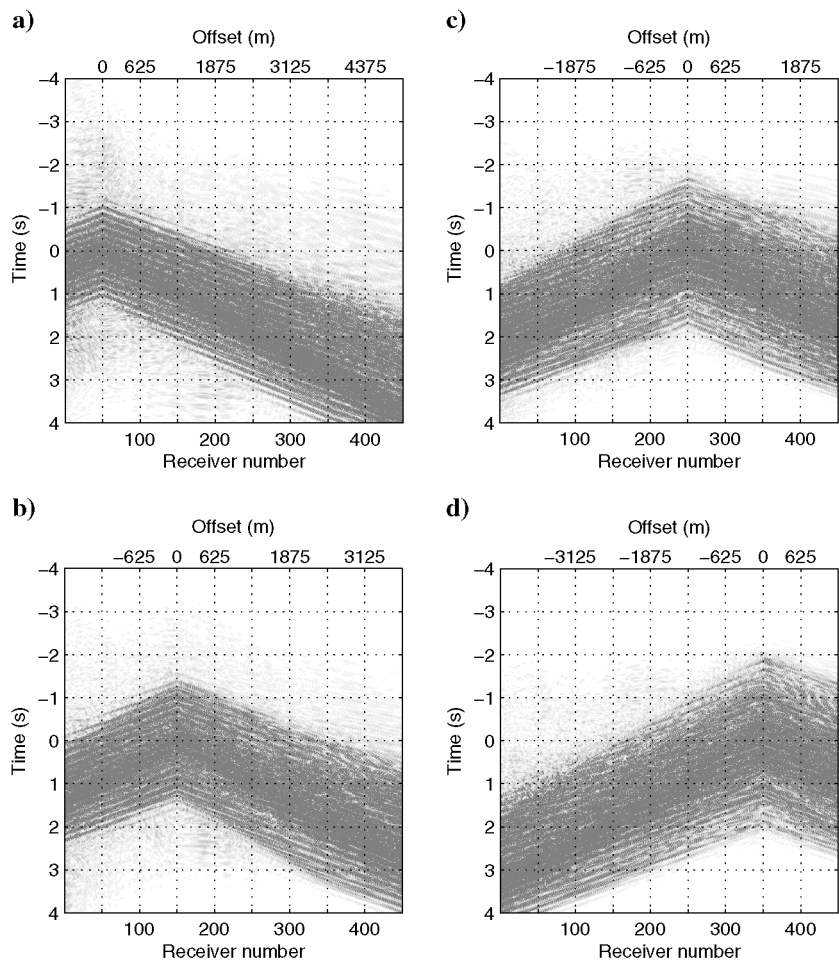 a)
Offset (m)
0 625 1875 3125 4375
−4
−3
−2
−1
0
1
2
3
4
Time (s)
100 200 300 400
Receiver number
c)
Offset (m)
−1875 −625 0 625 1875
−4
−3
−2
−1
0
1
2
3
4
Time (s)
100 200 300 400
Receiver number
b)
Offset (m)
−625 0 625 1875 3125
−4
−3
−2
−1
0
1
2
3
4
Time (s)
100 200 300 400
Receiver number
d)
Offset (m)
−3125 −1875 −625 0 625
−4
−3
−2
−1
0
1
2
3
4
Time (s)
100 200 300 400
Receiver number